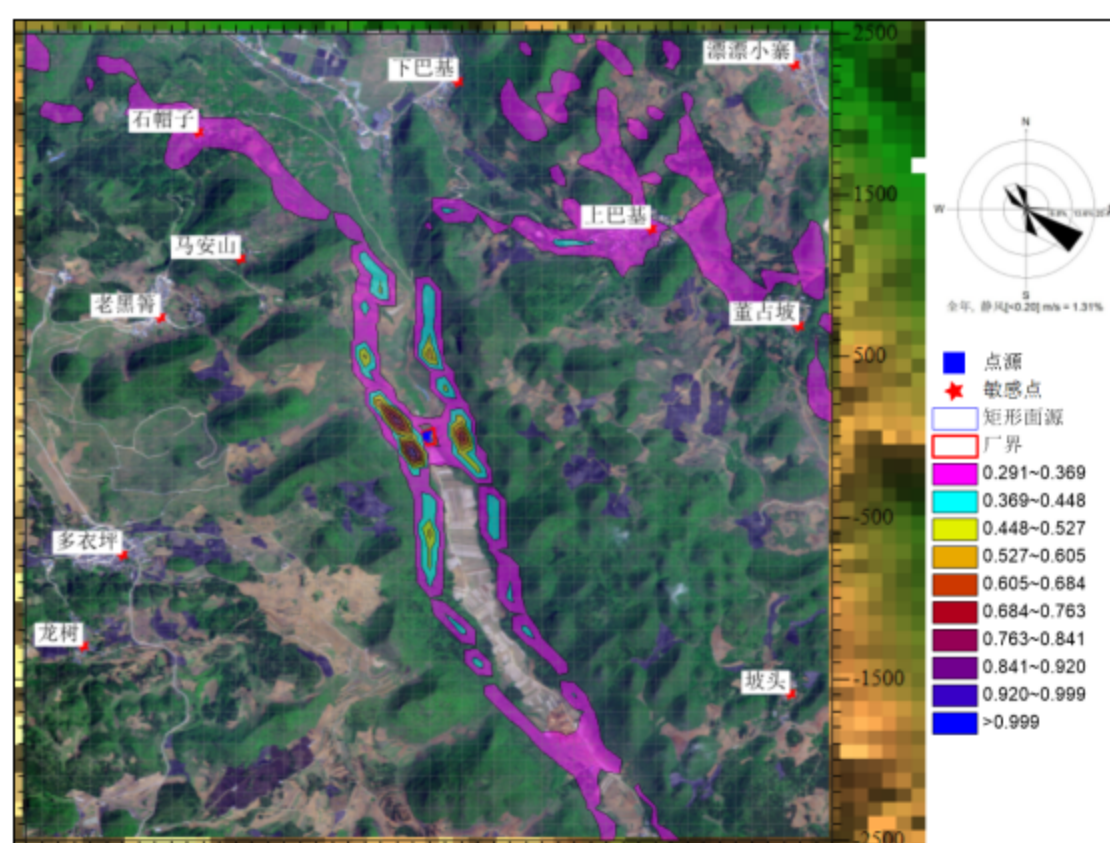 2500
漂漂小寨
下巴基
石帽子
N
1500
上巴基
W
马安山
老黑箐
S
董占坡
全年, 静风[<0.20] m/s = 1.31%
500
点源
敏感点
矩形面源
厂界
0.291~0.369
0.369~0.448
0.448~0.527
-500
多衣坪
0.527~0.605
0.605~0.684
0.684~0.763
龙树
0.763~0.841
0.841~0.920
-1500
坡头
0.920~0.999
>0.999
-2500